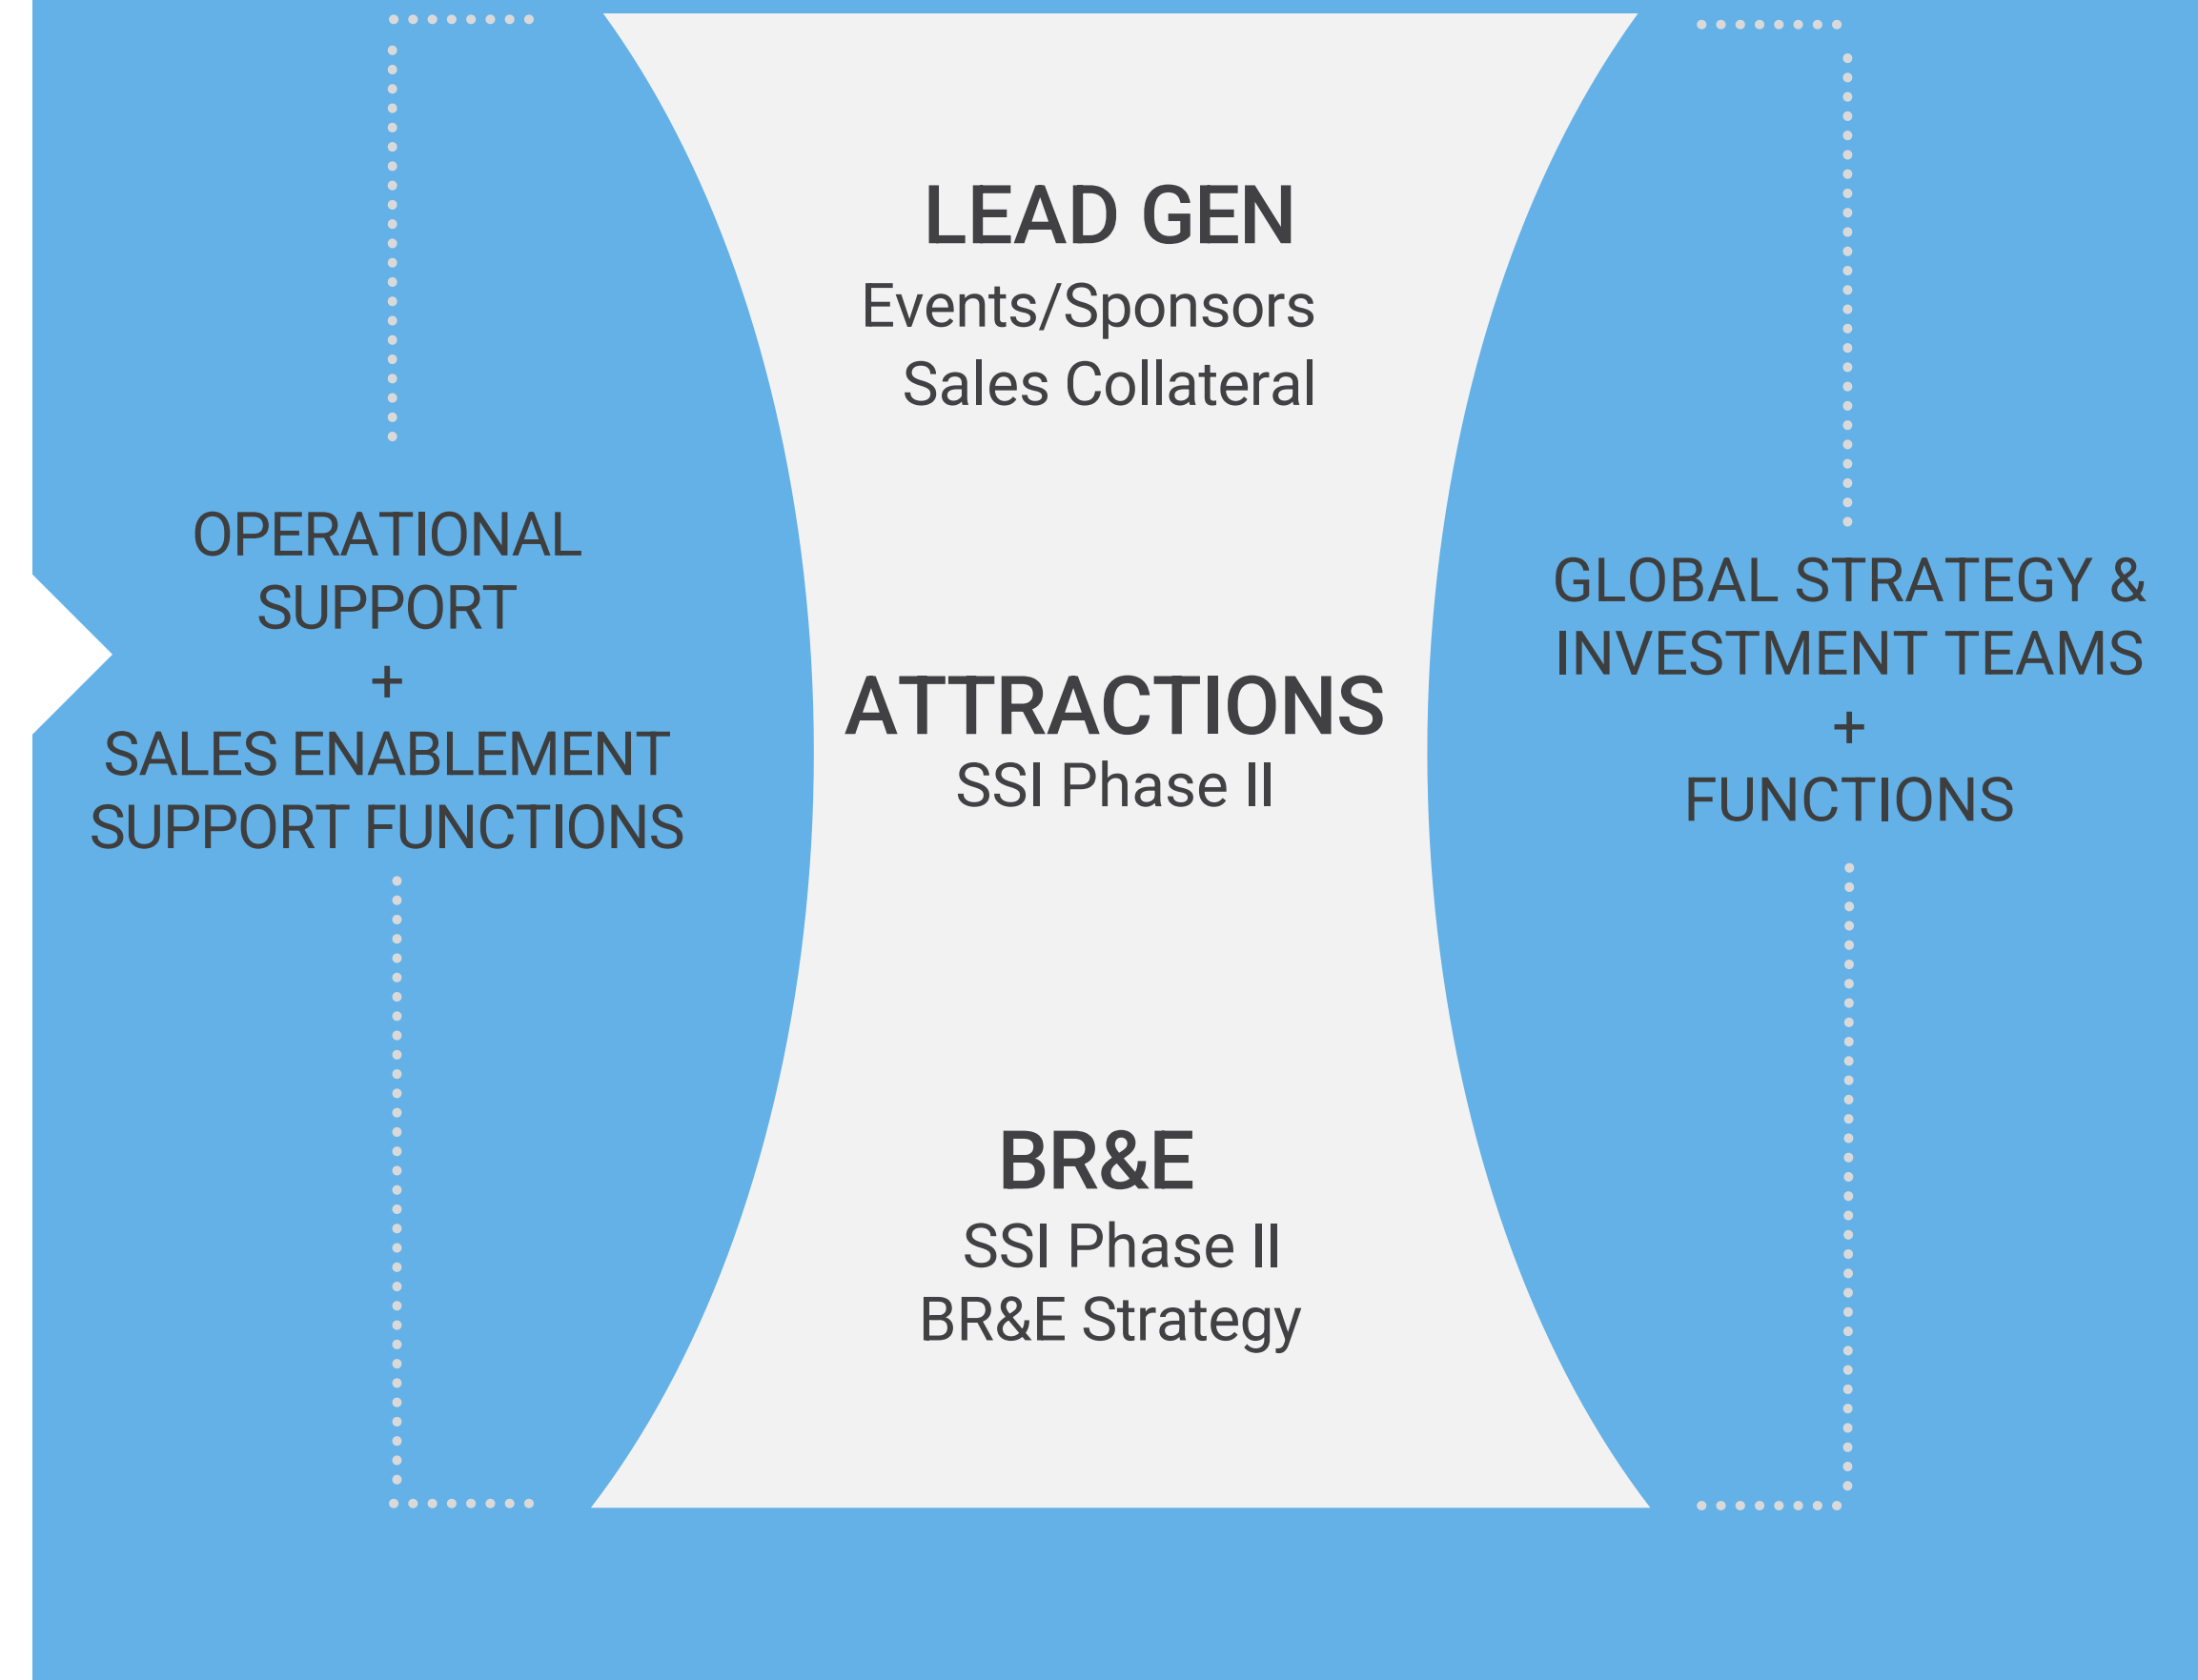 LEAD GEN
Events/Sponsors
Sales Collateral
OPERATIONAL
SUPPORT
+
SALES ENABLEMENT
SUPPORT FUNCTIONS
ATTRACTIONS
SSI Phase II
GLOBAL STRATEGY &
INVESTMENT TEAMS
+
FUNCTIONS
BR&E
SSI Phase II
BR&E Strategy